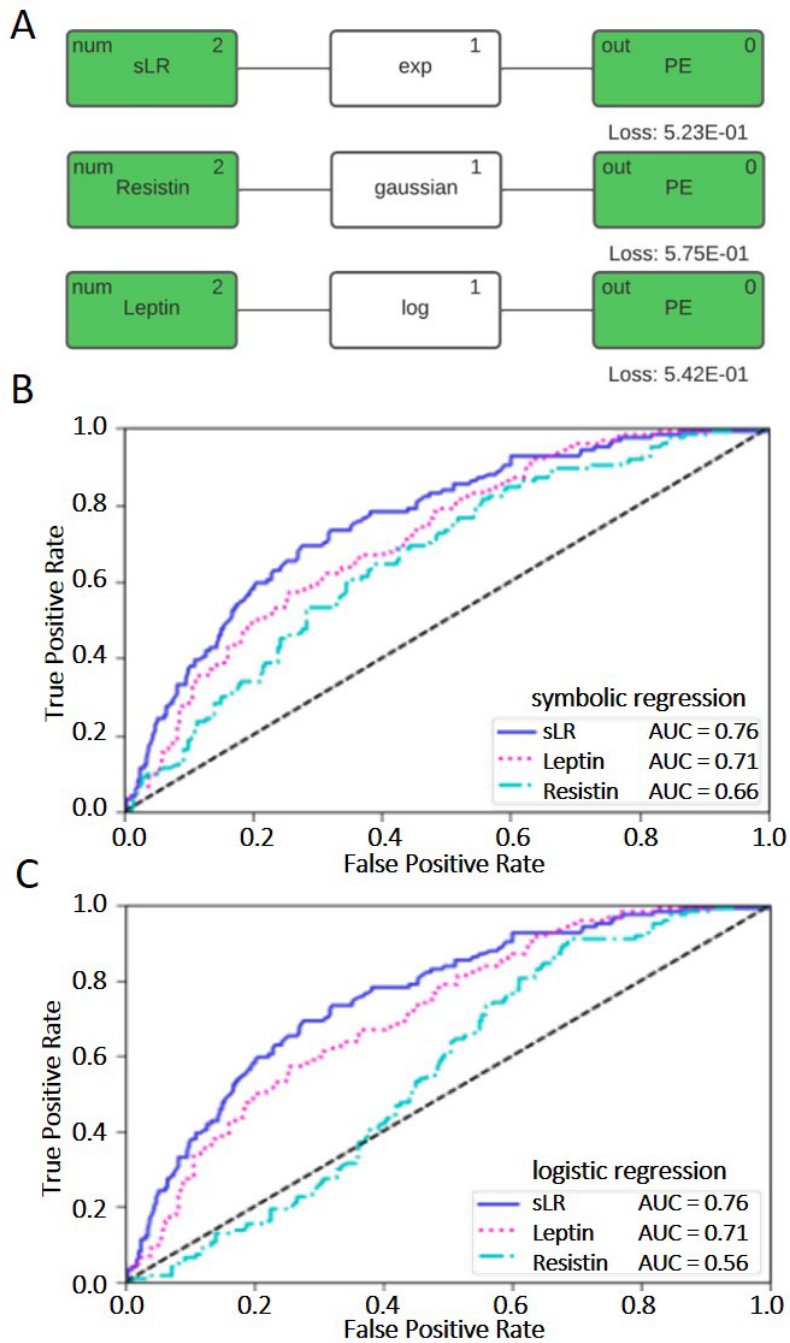 A
num 2 1 out 0
sLR exp PE
Loss: 5.23E-01
num 2 1 out 0
Resistin gaussian PE
Loss: 5.75E-01
num 2 1 out 0
Leptin log PE
Loss: 5.42E-01
B
1.0
0.8
0.6
0.4
0.2
0.0
True Positive Rate
symbolic regression
sLR AUC = 0.76
Leptin AUC = 0.71
Resistin AUC = 0.66
0.0 0.2 0.4 0.6 0.8 1.0
False Positive Rate
C
1.0
0.8
0.6
0.4
0.2
0.0
True Positive Rate
logistic regression
sLR AUC = 0.76
Leptin AUC = 0.71
Resistin AUC = 0.56
0.0 0.2 0.4 0.6 0.8 1.0
False Positive Rate